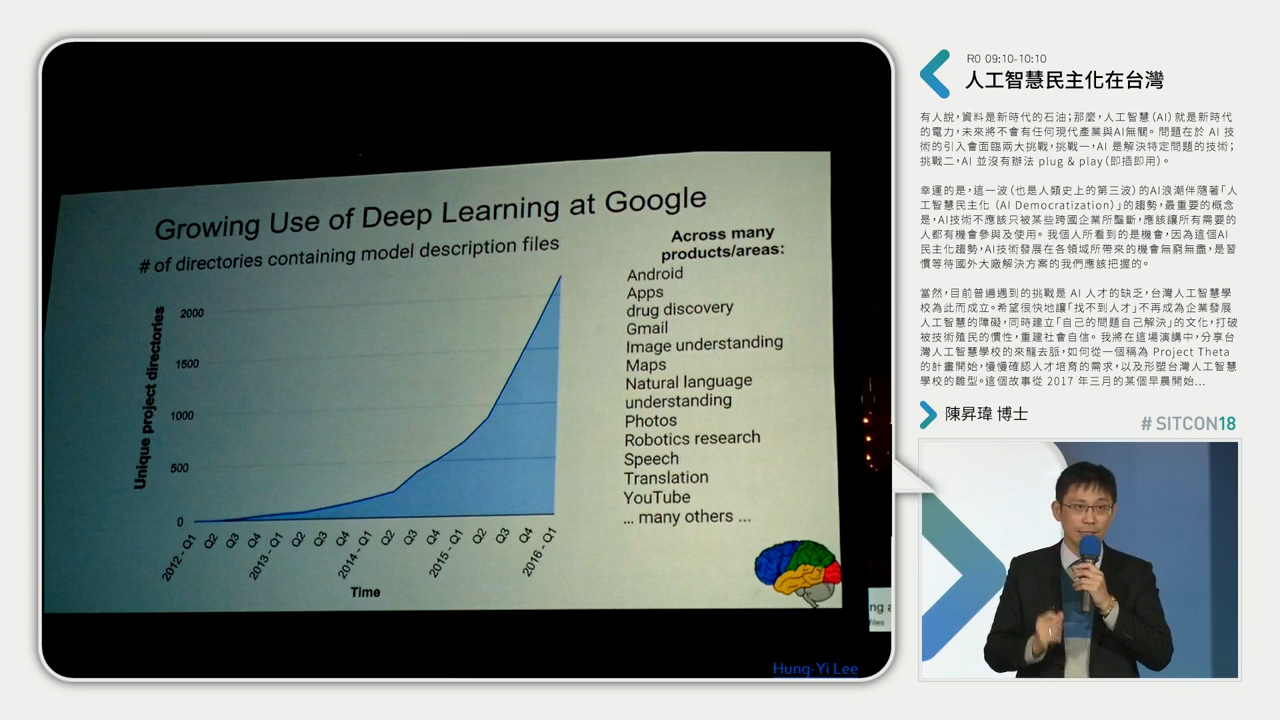 Growing Use of Deep Learning at Google
# of directories containing model description files
Unique project directories
2000
1500
1000
500
0
2012 - Q1
Q2
Q3
Q4
2013 - Q1
Q2
Q3
Q4
2014 - Q1
Q2
Q3
Q4
2015 - Q1
Q2
Q3
Q4
2016 - Q1
Time
Across many
products/areas:
Android
Apps
drug discovery
Gmail
Image understanding
Maps
Natural language
understanding
Photos
Robotics research
Speech
Translation
YouTube
... many others ...
Hung-Yi Lee
R0 09:10-10:10
人工智慧民主化在台灣
有人說，資料是新時代的石油；那麼，人工智慧（AI）就是新時代
的電力，未來將不會有任何現代產業與AI無關。問題在於 AI 技
術的引入會面臨兩大挑戰，挑戰一，AI 是解決特定問題的技術；
挑戰二，AI 並沒有辦法 plug & play（即插即用）。
幸運的是，這一波（也是人類史上的第三波）的AI浪潮伴隨著「人
工智慧民主化（AI Democratization）」的趨勢，最重要的概念
是，AI技術不應該只被某些跨國企業所壟斷，應該讓所有需要的
人都有機會參與及使用。我個人所看到的是機會，因為這個AI
民主化趨勢，AI技術發展在各領域所帶來的機會無窮無盡，是習
慣等待國外大廠解決方案的我們應該把握的。
當然，目前普遍遇到的挑戰是 AI 人才的缺乏，台灣人工智慧學
校為此而成立。希望很快地讓「找不到人才」不再成為企業發展
人工智慧的障礙，同時建立「自己的問題自己解決」的文化，打破
被技術殖民的慣性，重建社會自信。我將在這場演講中，分享台
灣人工智慧學校的來龍去脈，如何從一個稱為 Project Theta
的計畫開始，慢慢確認人才培育的需求，以及形塑台灣人工智慧
學校的雛型。這個故事從 2017 年三月的某個早晨開始...
陳昇瑋 博士
# SITCON18